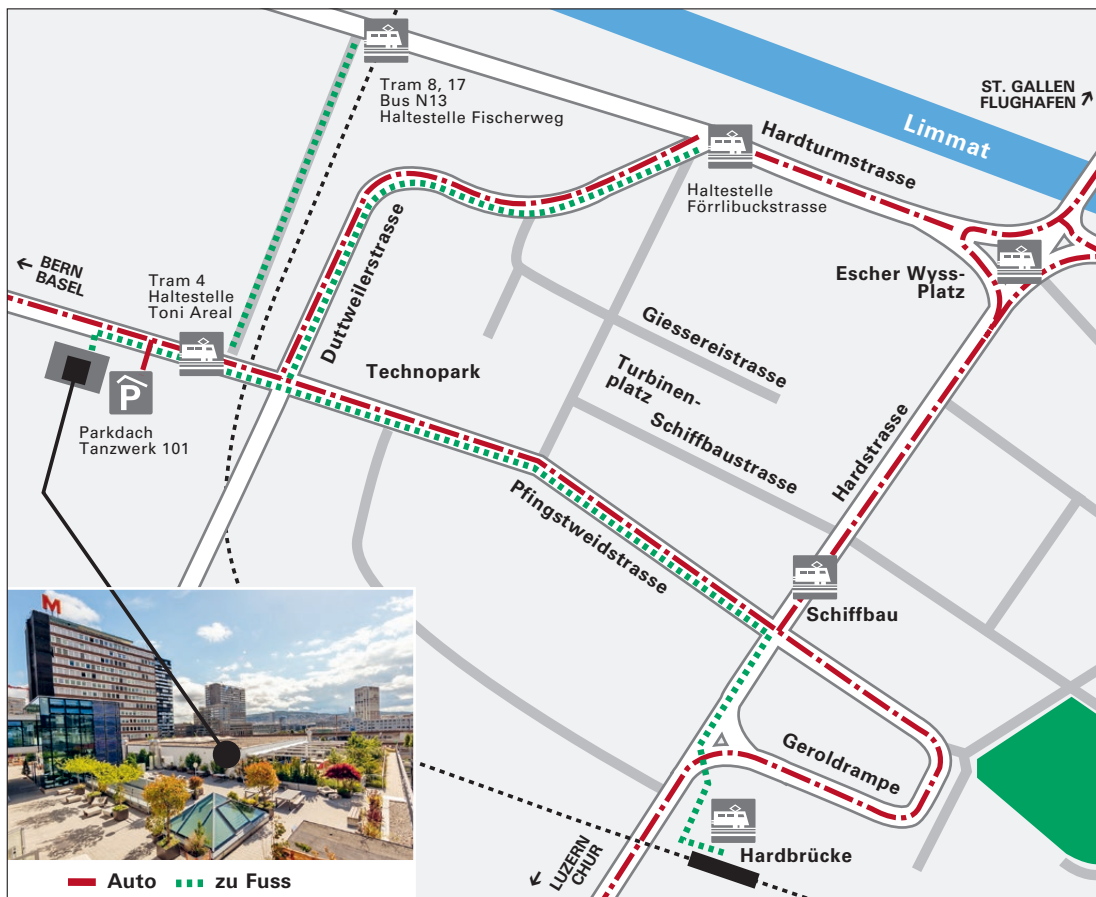 Tram 8, 17
Bus N13
Haltestelle Fischerweg
ST. GALLEN
FLUGHAFEN
Limmat
Hardturmstrasse
Haltestelle
Förrlibuckstrasse
Escher Wyss-
Platz
BERN
BASEL
Tram 4
Haltestelle
Toni Areal
Duttweilerstrasse
Giessereistrasse
Technopark
Turbinen-
platz
Schiffbaustrasse
Hardstrasse
P
Parkdach
Tanzwerk 101
Pfingstweidstrasse
Schiffbau
M
Geroldrampe
Hardbrücke
LUZERN
CHUR
Auto
zu Fuss